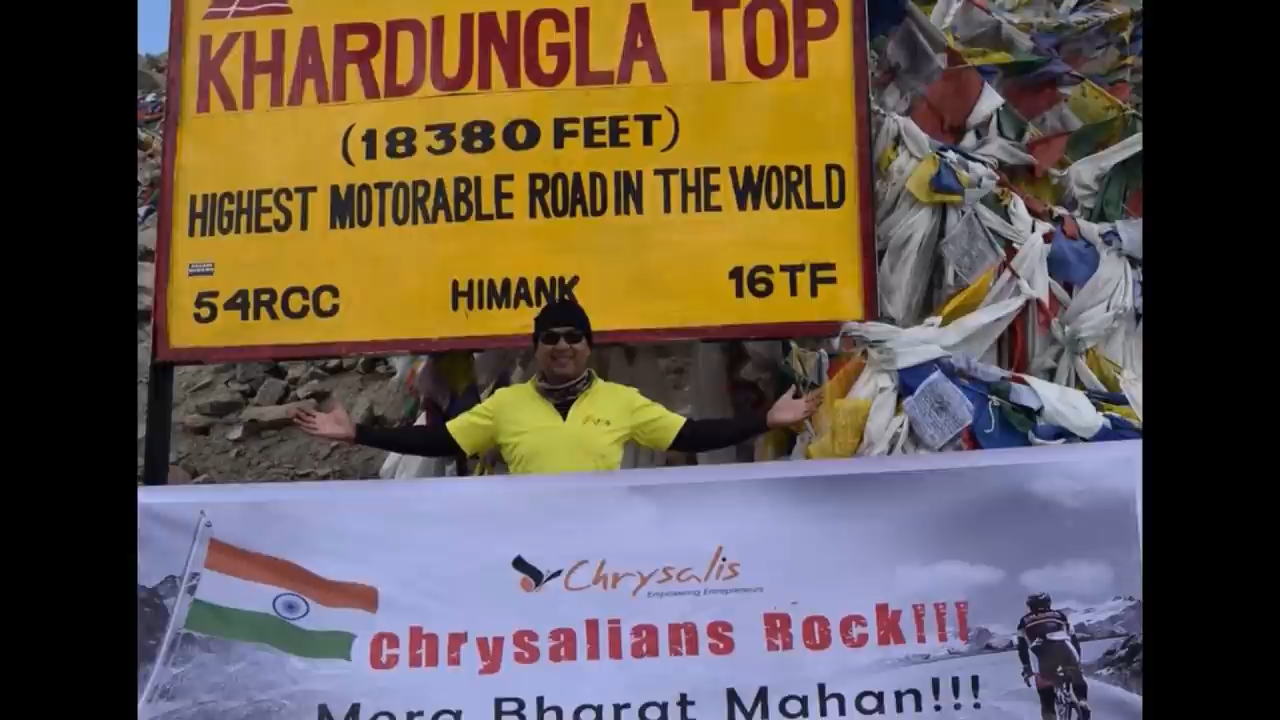 KHARDUNGLA TOP
(18380 FEET)
HIGHEST MOTORABLE ROAD IN THE WORLD
54RCC HIMANK 16TF
Chrysalis
Empowering Entrepreneurs
chrysalians Rock!!!
Mera Bharat Mahan!!!